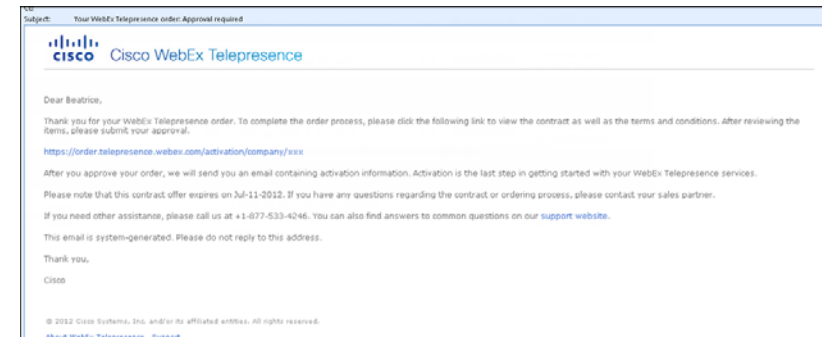 Subject: Your WebEx Telepresence order: Approval required
CISCO Cisco WebEx Telepresence
Dear Beatrice,
Thank you for your WebEx Telepresence order. To complete the order process, please click the following link to view the contract as well as the terms and conditions. After reviewing the
items, please submit your approval.
https://order.telepresence.webex.com/activation/company/xxx
After you approve your order, we will send you an email containing activation information. Activation is the last step in getting started with your WebEx Telepresence services.
Please note that this contract offer expires on Jul-11-2012. If you have any questions regarding the contract or ordering process, please contact your sales partner.
If you need other assistance, please call us at +1-877-533-4246. You can also find answers to common questions on our support website.
This email is system-generated. Please do not reply to this address.
Thank you,
Cisco
© 2012 Cisco Systems, Inc. and/or its affiliated entities. All rights reserved.
About WebEx Telepresence Support